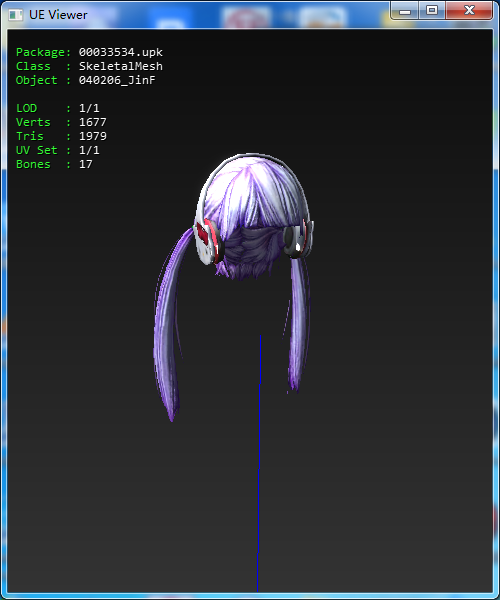 UE Viewer
Package: 00033534.upk
Class : SkeletalMesh
Object : 040206_JinF
LOD : 1/1
Verts : 1677
Tris : 1979
UV Set : 1/1
Bones : 17